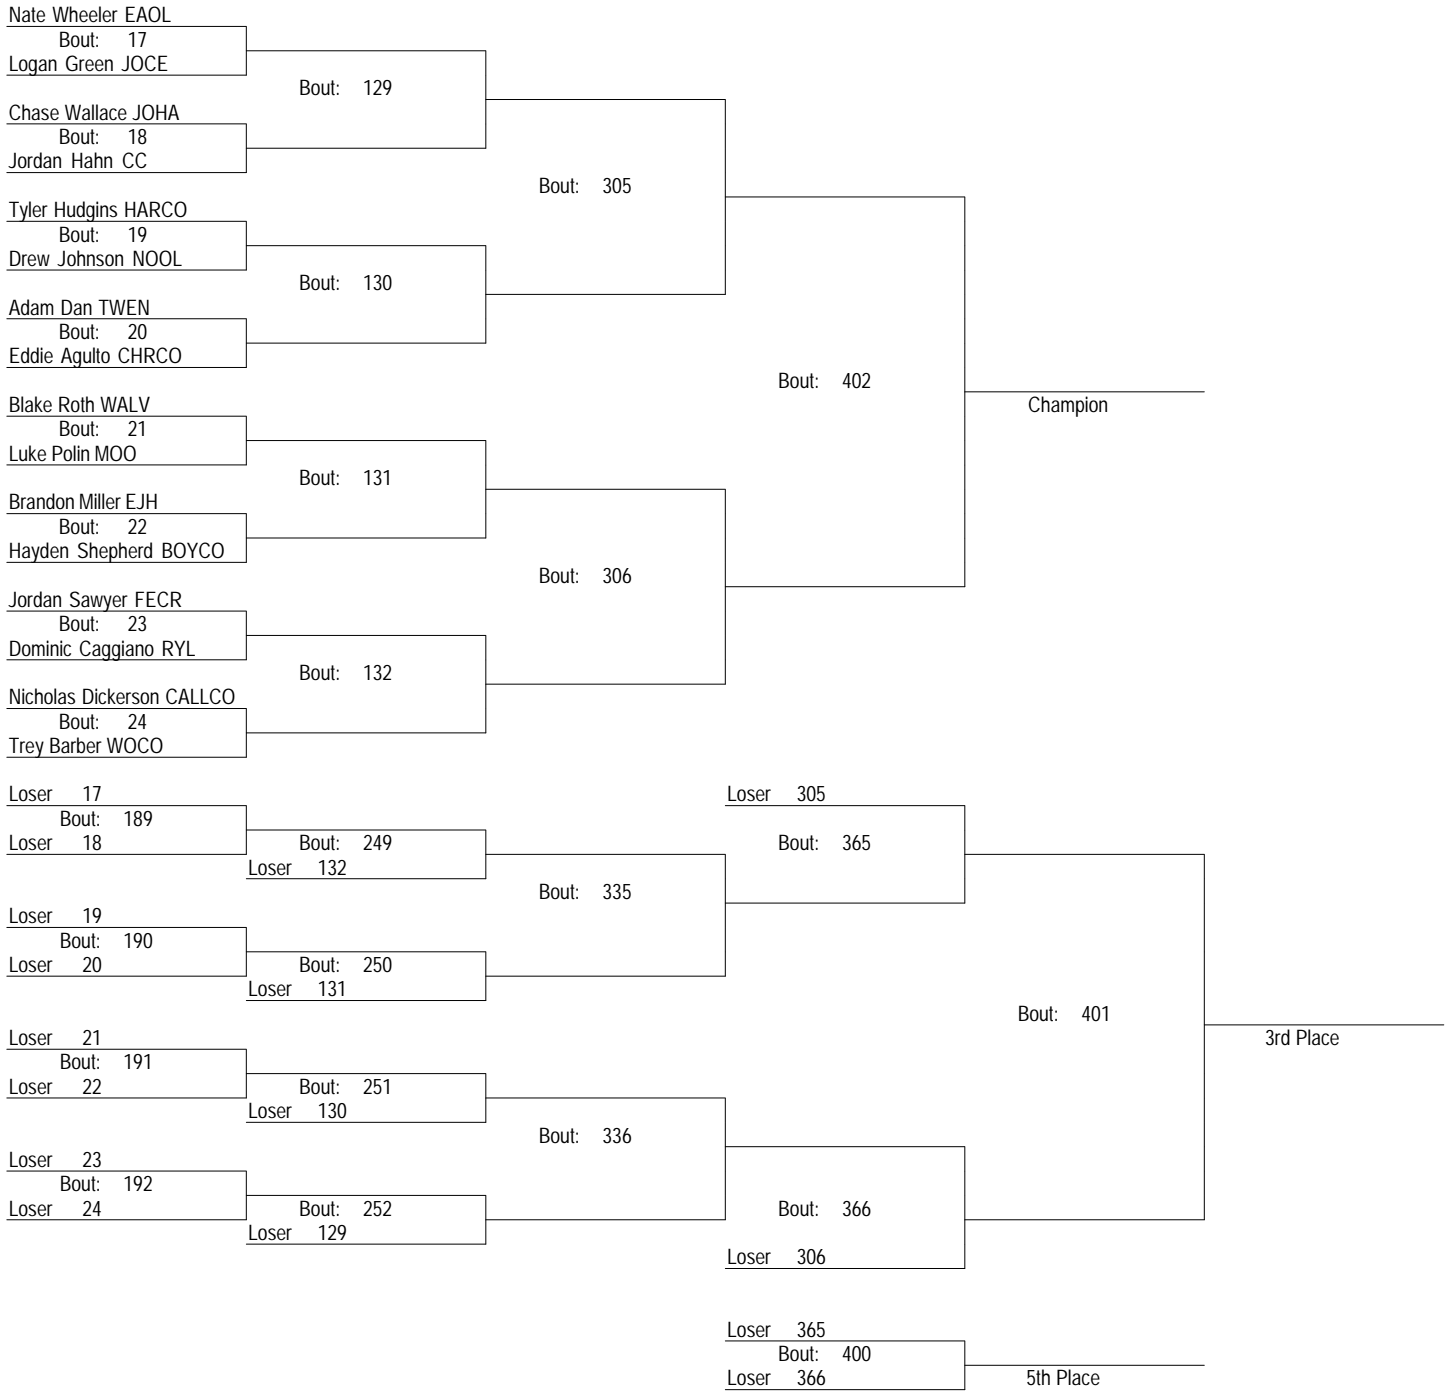 Nate Wheeler EAOL
Bout: 17
Logan Green JOCE
Bout: 129
Chase Wallace JOHA
Bout: 18
Jordan Hahn CC
Bout: 305
Tyler Hudgins HARCO
Bout: 19
Drew Johnson NOOL
Bout: 130
Adam Dan TWEN
Bout: 20
Eddie Agulto CHRCO
Bout: 402
Champion
Blake Roth WALV
Bout: 21
Luke Polin MOO
Bout: 131
Brandon Miller EJH
Bout: 22
Hayden Shepherd BOYCO
Bout: 306
Jordan Sawyer FECR
Bout: 23
Dominic Caggiano RYL
Bout: 132
Nicholas Dickerson CALLCO
Bout: 24
Trey Barber WOCO
Loser 17
Bout: 189
Loser 18
Bout: 249
Loser 132
Loser 305
Bout: 365
Bout: 335
Loser 19
Bout: 190
Loser 20
Bout: 250
Loser 131
Bout: 401
3rd Place
Loser 21
Bout: 191
Loser 22
Bout: 251
Loser 130
Bout: 336
Loser 23
Bout: 192
Loser 24
Bout: 252
Loser 129
Bout: 366
Loser 306
Loser 365
Bout: 400
Loser 366
5th Place